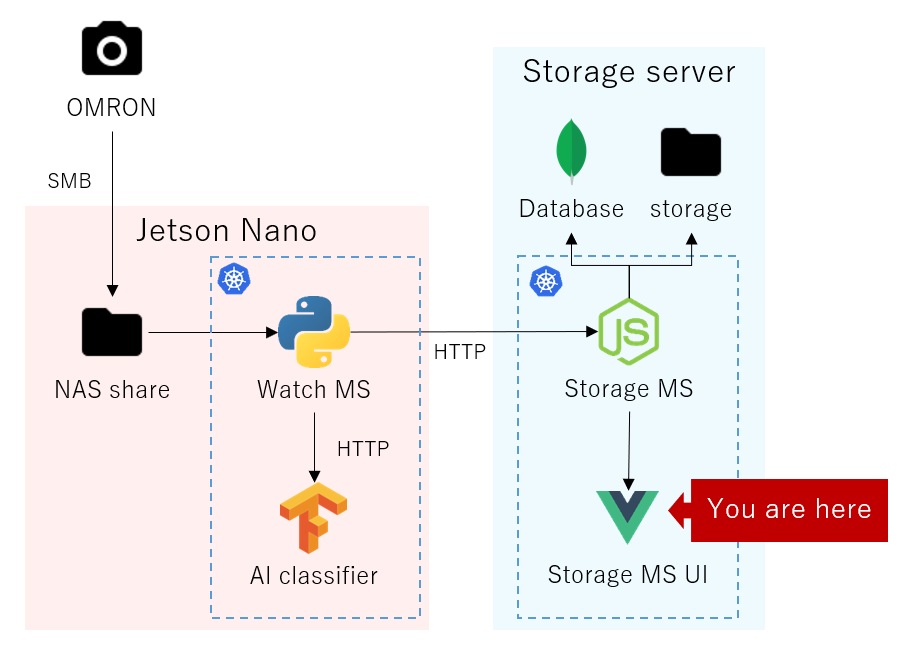 OMRON
SMB
Jetson Nano
NAS share
Watch MS
HTTP
AI classifier
HTTP
Storage server
Database
storage
JS
Storage MS
You are here
Storage MS UI